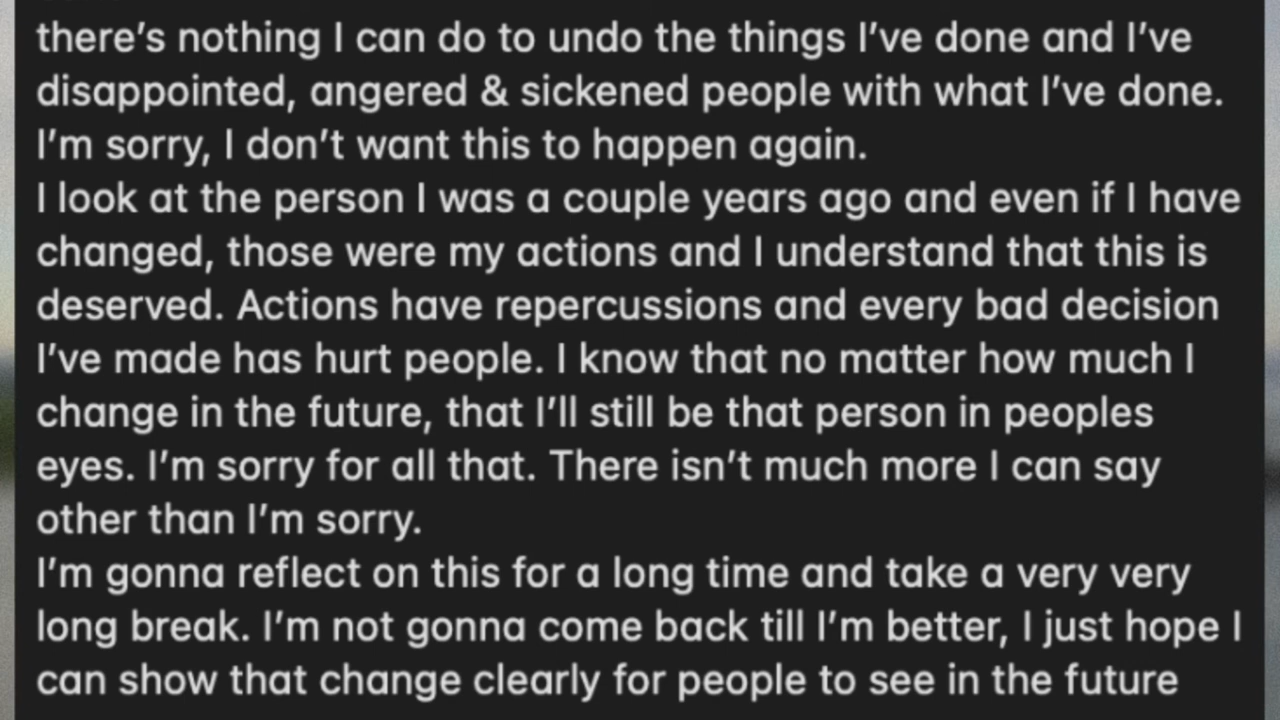 there's nothing I can do to undo the things I've done and I've
disappointed, angered & sickened people with what I've done.
I'm sorry, I don't want this to happen again.
I look at the person I was a couple years ago and even if I have
changed, those were my actions and I understand that this is
deserved. Actions have repercussions and every bad decision
I've made has hurt people. I know that no matter how much I
change in the future, that I'll still be that person in peoples
eyes. I'm sorry for all that. There isn't much more I can say
other than I'm sorry.
I'm gonna reflect on this for a long time and take a very very
long break. I'm not gonna come back till I'm better, I just hope I
can show that change clearly for people to see in the future